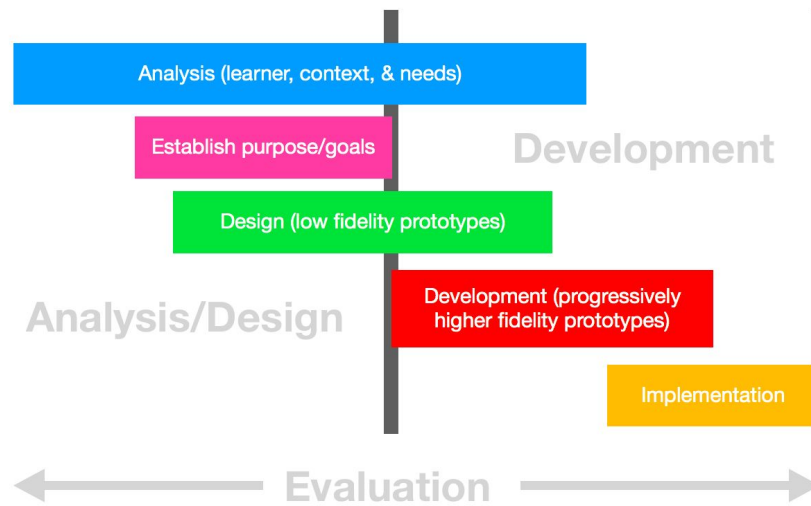 Analysis (learner, context, & needs)
Establish purpose/goals
Development
Design (low fidelity prototypes)
Analysis/Design
Development (progressively
higher fidelity prototypes)
Implementation
Evaluation